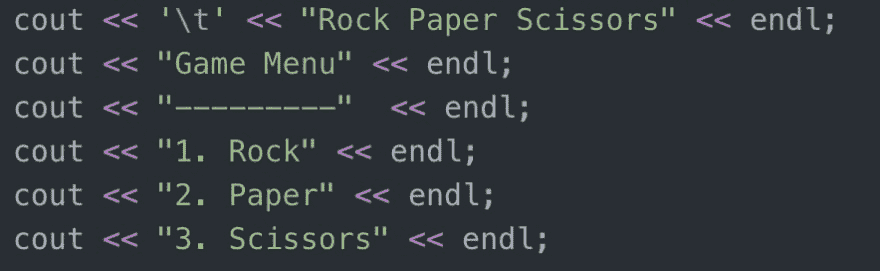 cout << '\t' << "Rock Paper Scissors" << endl;
cout << "Game Menu" << endl;
cout << "---------"  << endl;
cout << "1. Rock" << endl;
cout << "2. Paper" << endl;
cout << "3. Scissors" << endl;